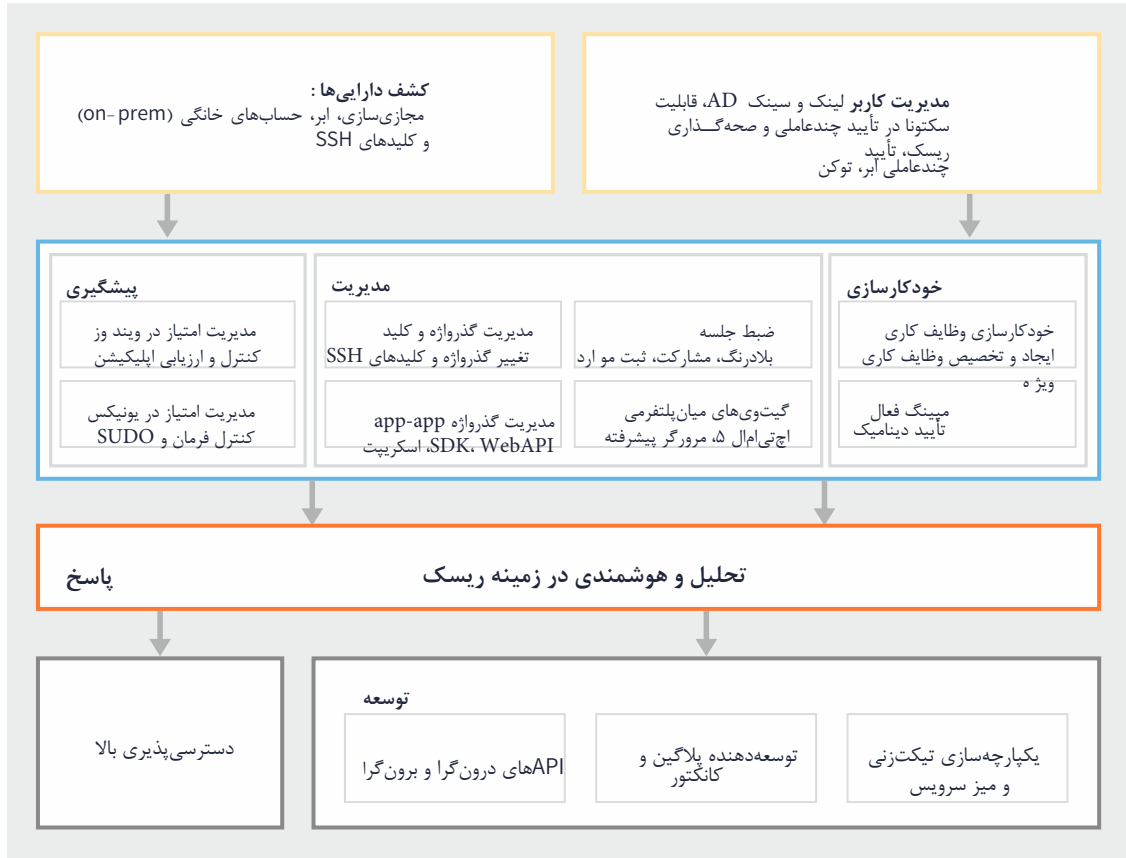 مدیریت کاربر لینک و سینک AD، قابلیت
سکتونا در تأیید چندعاملی و صحه‌گــذاری
ریسک، تأیید
چندعاملی ابر، توکن
کشف دارایی‌ها :
مجازی‌سازی، ابر، حساب‌های خانگی (on-prem)
و کلیدهای SSH
خودکارسازی
خودکارسازی وظایف کاری
ایجاد و تخصیص وظایف کاری
ویژ ه
میپنگ فعال
تأیید دینامیک
مدیریت
ضبط جلسه
بلادرنگ، مشارکت، ثبت مو ارد
مدیریت گذرواژه و کلید
تغییر گذرواژه و کلیدهای SSH
گیت‌وی‌های میان‌پلتفرمی
اچ‌تی‌ام‌ال ۵، مرورگر پیشرفته
مدیریت گذرواژه app-app
SDK، WebAPI، اسکریپت
پیشگیری
مدیریت امتیاز در ویند وز
کنترل و ارزیابی اپلیکیشن
مدیریت امتیاز در یونیکس
کنترل فرمان و SUDO
تحلیل و هوشمندی در زمینه ریسک
پاسخ
توسعه
یکپارچه‌سازی تیکت‌زنی
و میز سرویس
توسعه‌دهنده پلاگین و
کانکتور
APIهای درون‌گرا و برون‌گرا
دسترسی‌پذیری بالا